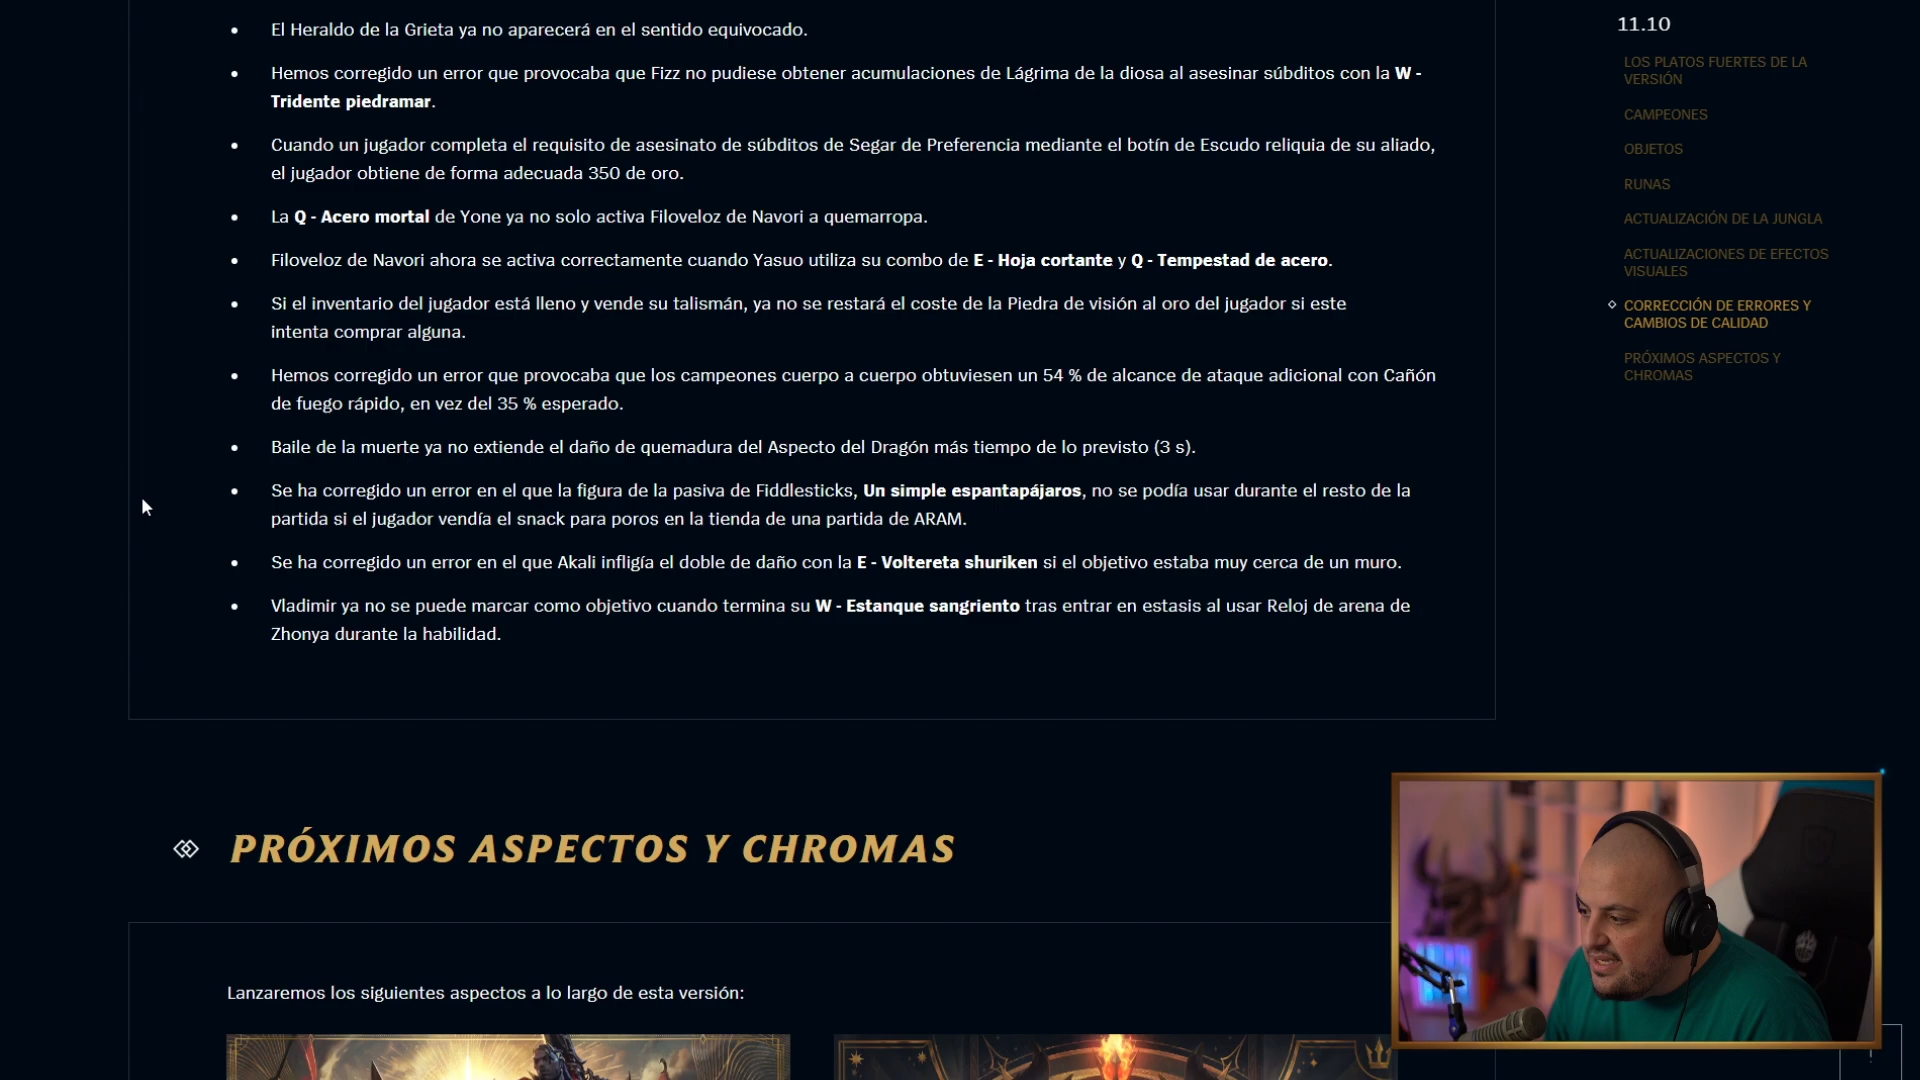 El Heraldo de la Grieta ya no aparecerá en el sentido equivocado.
Hemos corregido un error que provocaba que Fizz no pudiese obtener acumulaciones de Lágrima de la diosa al asesinar súbditos con la W -
Tridente piedramar.
Cuando un jugador completa el requisito de asesinato de súbditos de Segar de Preferencia mediante el botín de Escudo reliquia de su aliado,
el jugador obtiene de forma adecuada 350 de oro.
La Q - Acero mortal de Yone ya no solo activa Filoveloz de Navori a quemarropa.
Filoveloz de Navori ahora se activa correctamente cuando Yasuo utiliza su combo de E - Hoja cortante y Q - Tempestad de acero.
Si el inventario del jugador está lleno y vende su talismán, ya no se restará el coste de la Piedra de visión al oro del jugador si este
intenta comprar alguna.
Hemos corregido un error que provocaba que los campeones cuerpo a cuerpo obtuviesen un 54 % de alcance de ataque adicional con Cañón
de fuego rápido, en vez del 35 % esperado.
Baile de la muerte ya no extiende el daño de quemadura del Aspecto del Dragón más tiempo de lo previsto (3 s).
Se ha corregido un error en el que la figura de la pasiva de Fiddlesticks, Un simple espantapájaros, no se podía usar durante el resto de la
partida si el jugador vendía el snack para poros en la tienda de una partida de ARAM.
Se ha corregido un error en el que Akali infligía el doble de daño con la E - Voltereta shuriken si el objetivo estaba muy cerca de un muro.
Vladimir ya no se puede marcar como objetivo cuando termina su W - Estanque sangriento tras entrar en estasis al usar Reloj de arena de
Zhonya durante la habilidad.
PRÓXIMOS ASPECTOS Y CHROMAS
Lanzaremos los siguientes aspectos a lo largo de esta versión:
11.10
LOS PLATOS FUERTES DE LA
VERSIÓN
CAMPEONES
OBJETOS
RUNAS
ACTUALIZACIÓN DE LA JUNGLA
ACTUALIZACIONES DE EFECTOS
VISUALES
CORRECCIÓN DE ERRORES Y
CAMBIOS DE CALIDAD
PRÓXIMOS ASPECTOS Y
CHROMAS